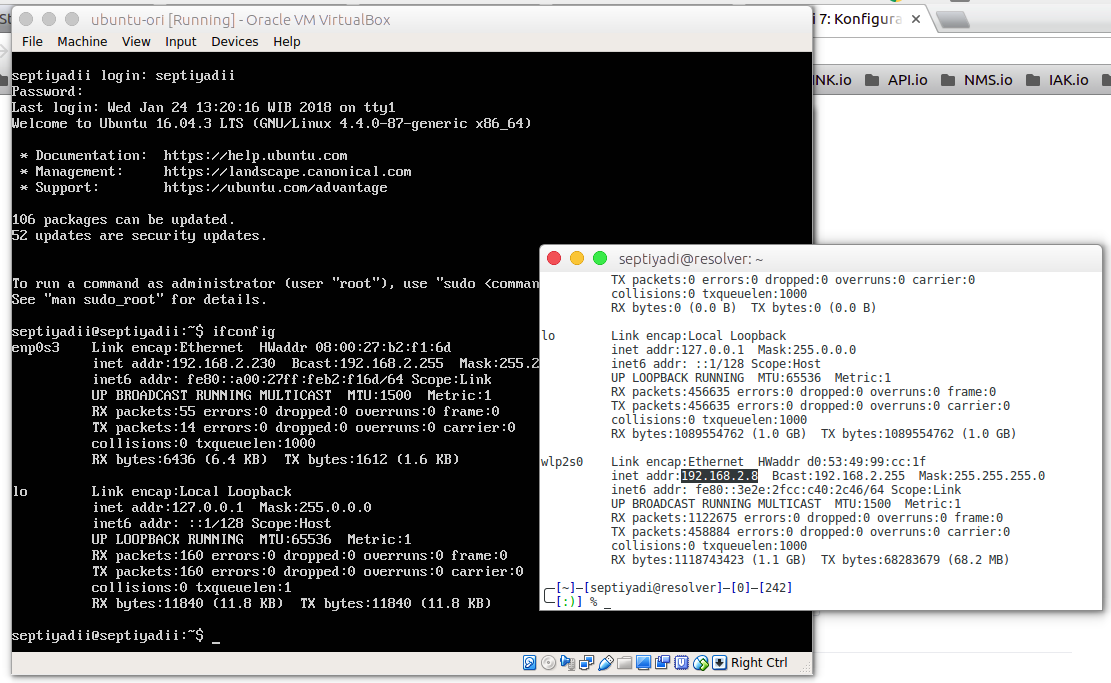 ubuntu-ori [Running] - Oracle VM VirtualBox
File Machine View Input Devices Help
i 7: Konfigura ×
INK.io API.io NMS.io IAK.io
septiyadii login: septiyadii
Password:
Last login: Wed Jan 24 13:20:16 WIB 2018 on tty1
Welcome to Ubuntu 16.04.3 LTS (GNU/Linux 4.4.0-87-generic x86_64)
* Documentation: https://help.ubuntu.com
* Management: https://landscape.canonical.com
* Support: https://ubuntu.com/advantage
106 packages can be updated.
52 updates are security updates.
To run a command as administrator (user "root"), use "sudo <comman
See "man sudo_root" for details.
septiyadii@septiyadii:~$ ifconfig
enp0s3 Link encap:Ethernet HWaddr 08:00:27:b2:f1:6d
inet addr:192.168.2.230 Bcast:192.168.2.255 Mask:255.2
inet6 addr: fe80::a00:27ff:feb2:f16d/64 Scope:Link
UP BROADCAST RUNNING MULTICAST MTU:1500 Metric:1
RX packets:55 errors:0 dropped:0 overruns:0 frame:0
TX packets:14 errors:0 dropped:0 overruns:0 carrier:0
collisions:0 txqueuelen:1000
RX bytes:6436 (6.4 KB) TX bytes:1612 (1.6 KB)
lo Link encap:Local Loopback
inet addr:127.0.0.1 Mask:255.0.0.0
inet6 addr: ::1/128 Scope:Host
UP LOOPBACK RUNNING MTU:65536 Metric:1
RX packets:160 errors:0 dropped:0 overruns:0 frame:0
TX packets:160 errors:0 dropped:0 overruns:0 carrier:0
collisions:0 txqueuelen:1
RX bytes:11840 (11.8 KB) TX bytes:11840 (11.8 KB)
septiyadii@septiyadii:~$ _
Right Ctrl
septiyadi@resolver: ~
TX packets:0 errors:0 dropped:0 overruns:0 carrier:0
collisions:0 txqueuelen:1000
RX bytes:0 (0.0 B) TX bytes:0 (0.0 B)
lo Link encap:Local Loopback
inet addr:127.0.0.1 Mask:255.0.0.0
inet6 addr: ::1/128 Scope:Host
UP LOOPBACK RUNNING MTU:65536 Metric:1
RX packets:456635 errors:0 dropped:0 overruns:0 frame:0
TX packets:456635 errors:0 dropped:0 overruns:0 carrier:0
collisions:0 txqueuelen:1000
RX bytes:1089554762 (1.0 GB) TX bytes:1089554762 (1.0 GB)
wlp2s0 Link encap:Ethernet HWaddr d0:53:49:99:cc:1f
inet addr:192.168.2.8 Bcast:192.168.2.255 Mask:255.255.255.0
inet6 addr: fe80::3e2e:2fcc:c40:2c46/64 Scope:Link
UP BROADCAST RUNNING MULTICAST MTU:1500 Metric:1
RX packets:1122675 errors:0 dropped:0 overruns:0 frame:0
TX packets:458884 errors:0 dropped:0 overruns:0 carrier:0
collisions:0 txqueuelen:1000
RX bytes:1118743423 (1.1 GB) TX bytes:68283679 (68.2 MB)
[~]-[septiyadi@resolver]-[0]-[242]
[:)] % _